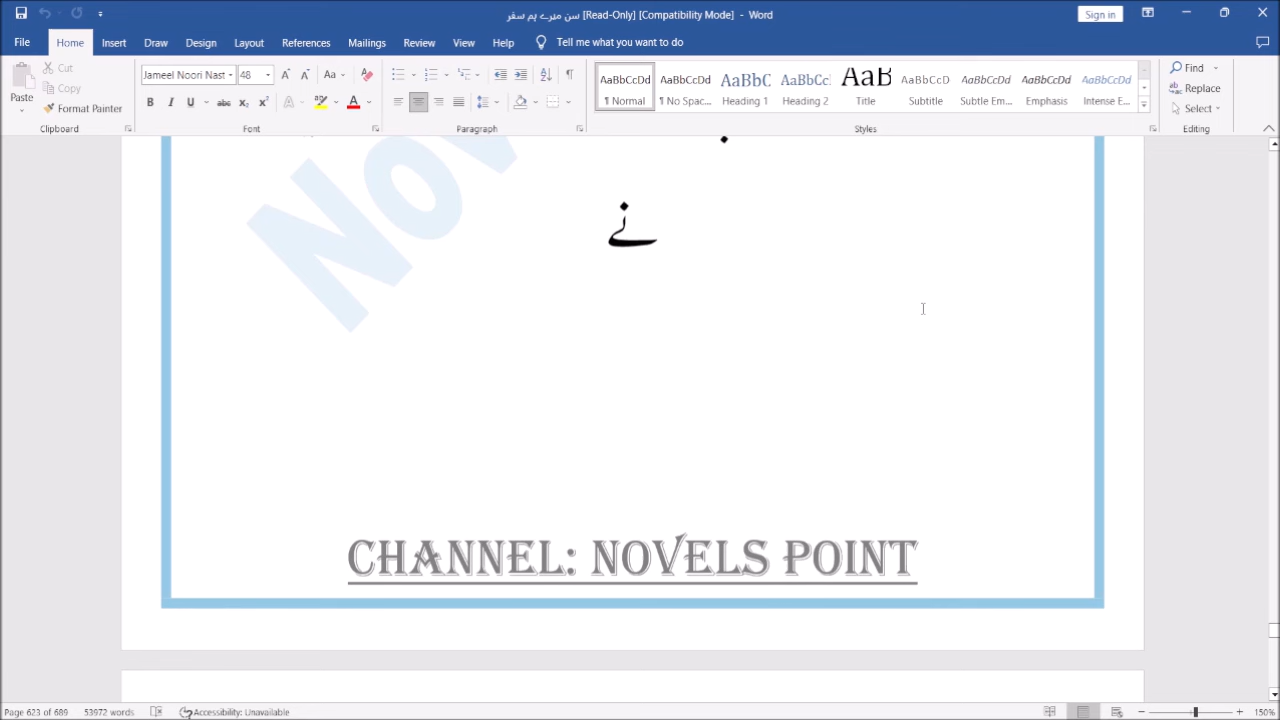 سن میرے ہم سفر [Read-Only] [Compatibility Mode] - Word
Sign in
File Home Insert Draw Design Layout References Mailings Review View Help Tell me what you want to do
Cut
Copy
Format Painter
Paste
Clipboard
Jameel Noori Nast 48
Font
Paragraph
AaBbCcDd AaBbCcDd AaBbC AaBbCc AaB AaBbCcD AaBbCcDd AaBbCcDd AaBbCcDd
¶ Normal ¶ No Spac... Heading 1 Heading 2 Title Subtitle Subtle Em... Emphasis Intense E...
Styles
Find
Replace
Select
Editing
Nov
نے
CHANNEL: NOVELS POINT
Page 623 of 689 53972 words Accessibility: Unavailable 150%